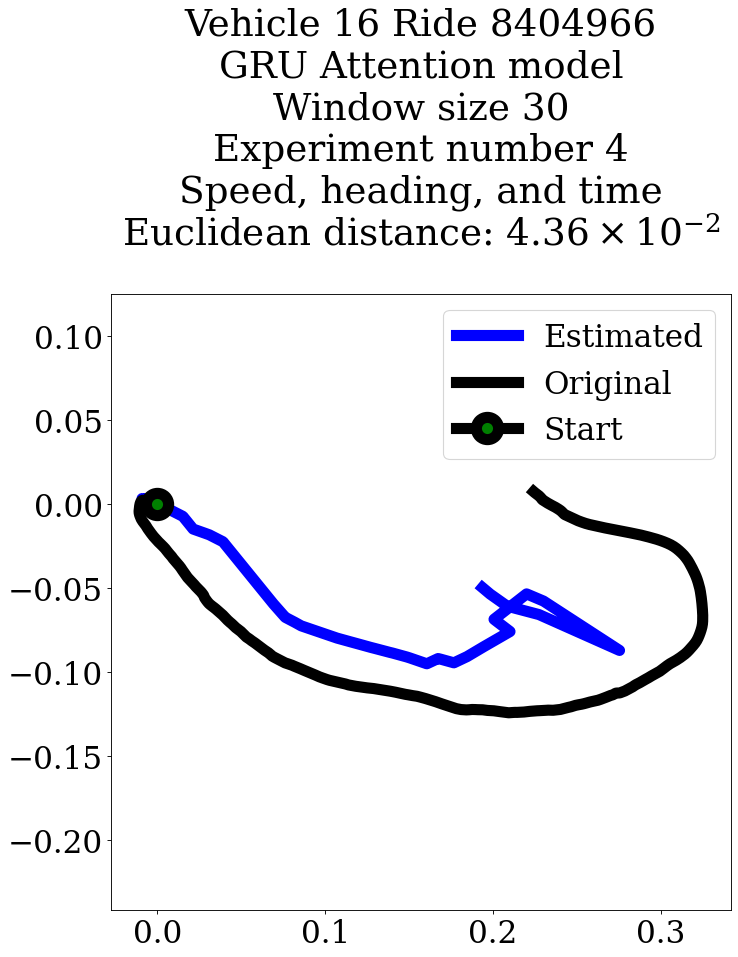 Vehicle 16 Ride 8404966
GRU Attention model
Window size 30
Experiment number 4
Speed, heading, and time
Euclidean distance: 4.36 × 10⁻²
Estimated
Original
Start
0.10
0.05
0.00
−0.05
−0.10
−0.15
−0.20
0.0 0.1 0.2 0.3